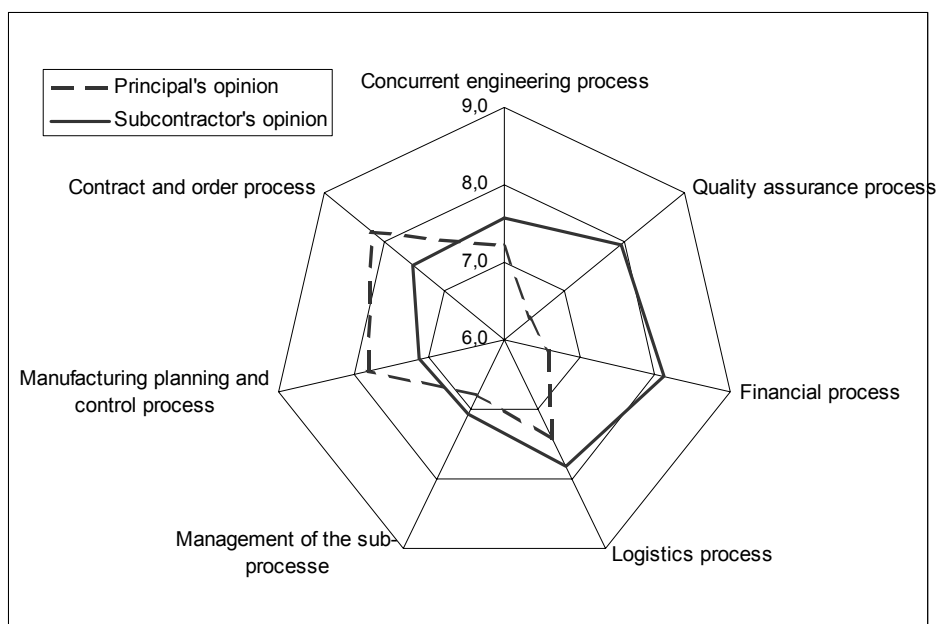 Principal's opinion
Subcontractor's opinion
Concurrent engineering process
9,0
8,0
7,0
6,0
Quality assurance process
Financial process
Logistics process
Management of the sub-
processe
Manufacturing planning and
control process
Contract and order process